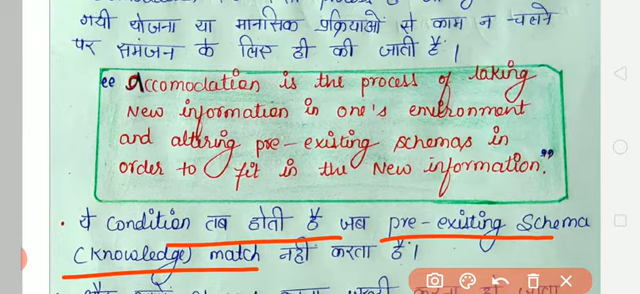 गयी योजना या मानसिक प्रक्रियाओं से काम न चलने
पर समंजन के लिए ही की जाती है।
"Accomodation is the process of taking
New information in one's environment
and altering pre-existing schemas in
order to fit in the New information."
• ये Condition तब होती है जब pre-existing Schema
(Knowledge) match नही करता है।